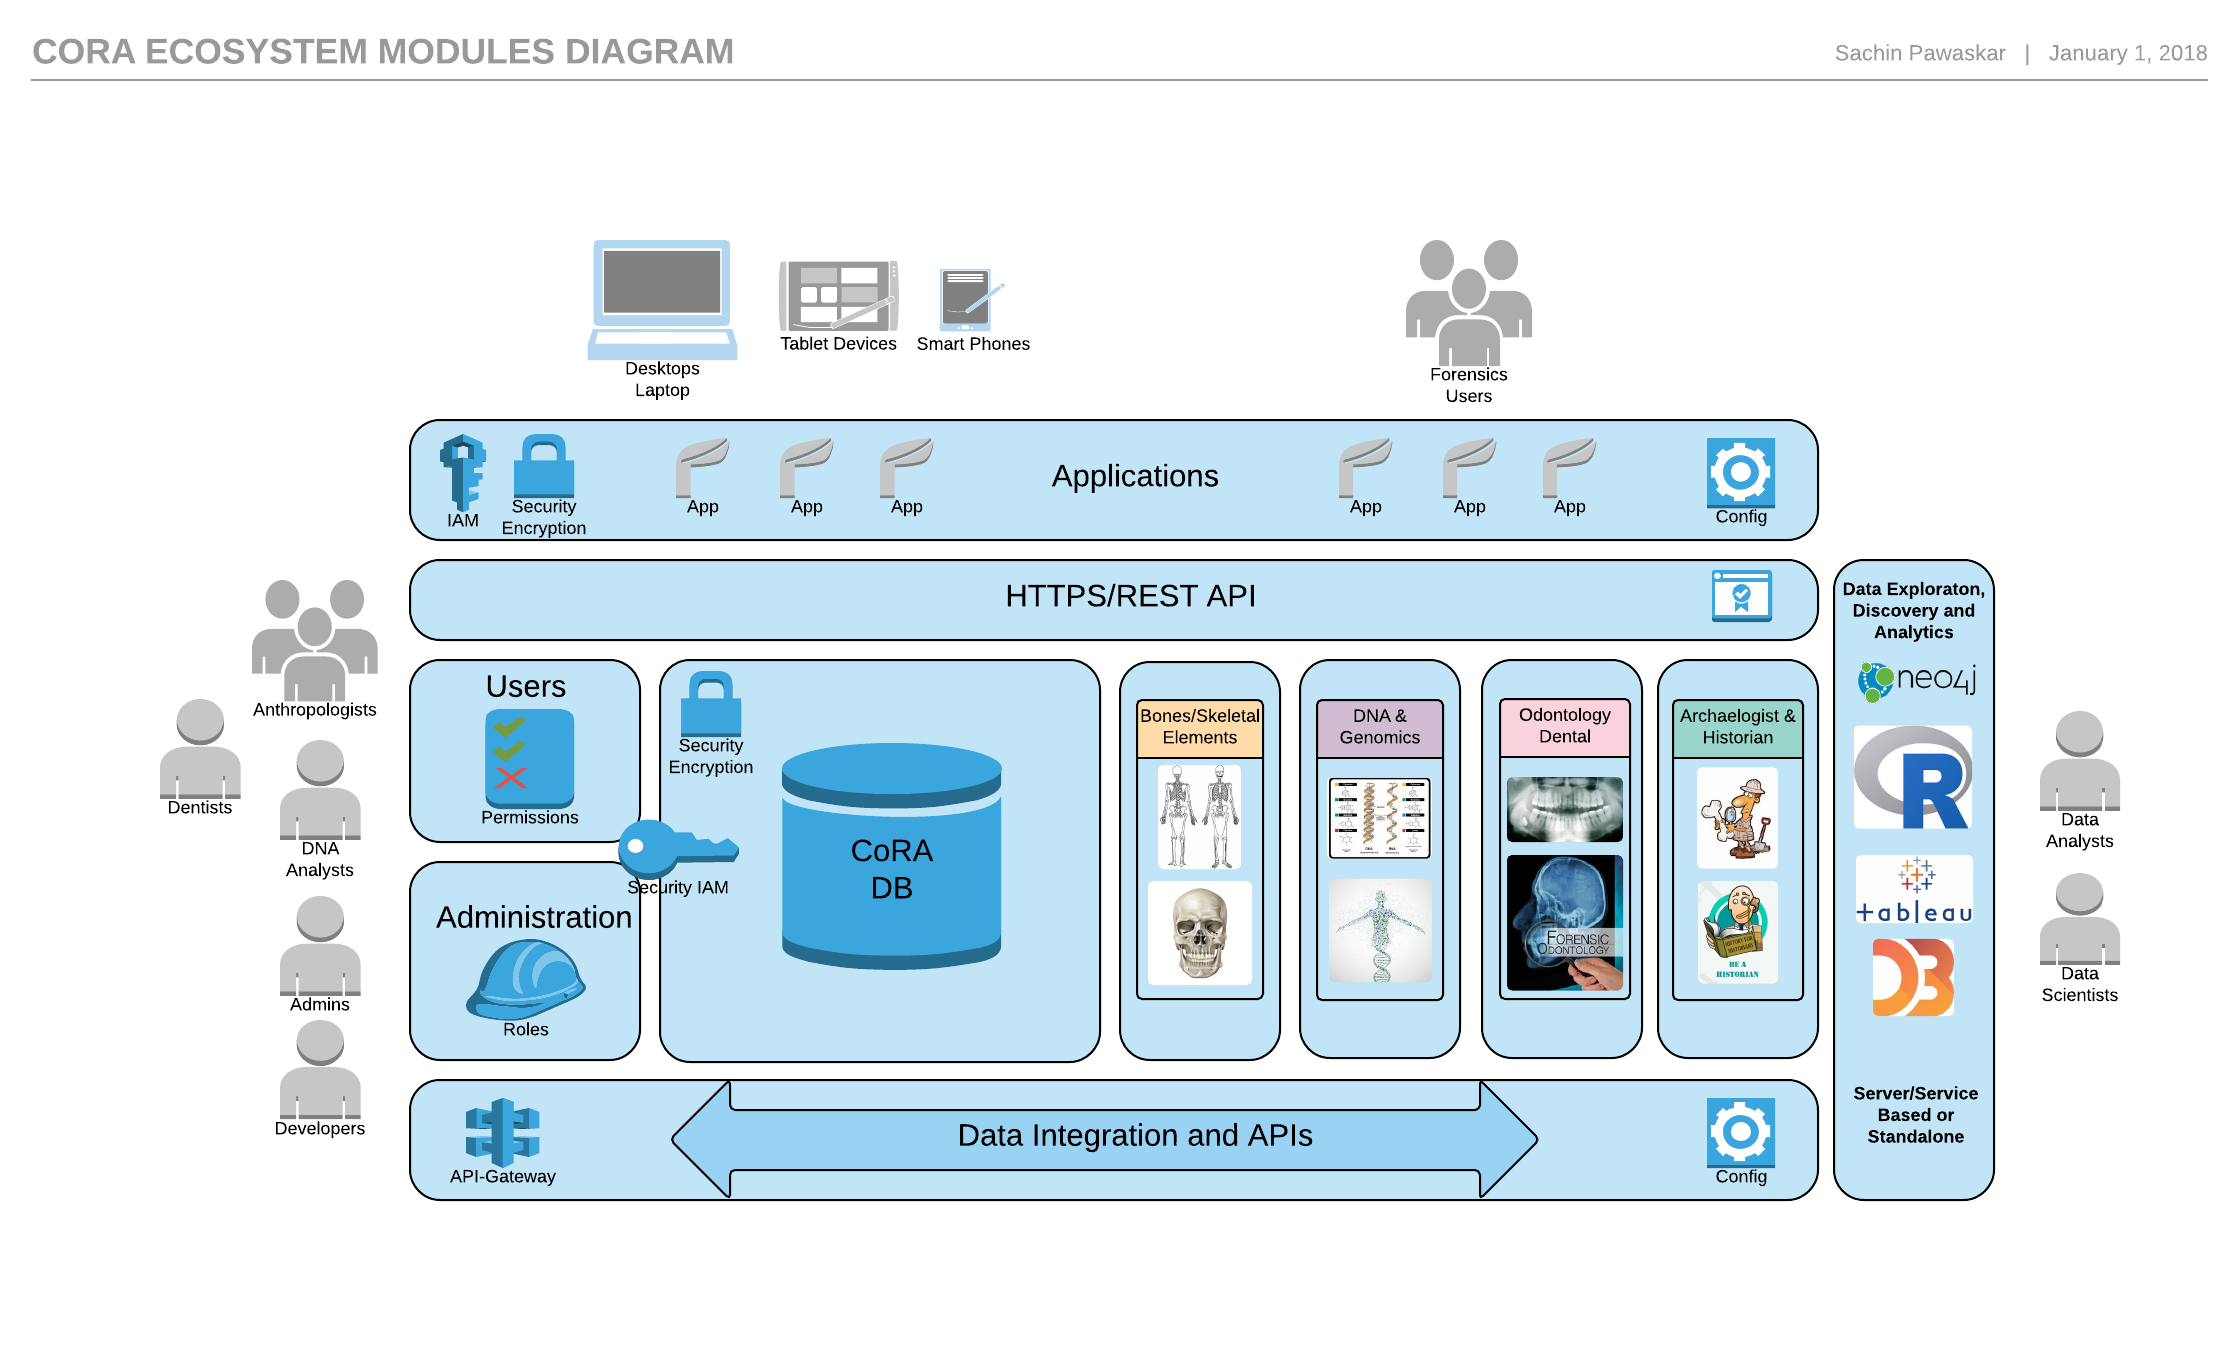 CORA ECOSYSTEM MODULES DIAGRAM
Sachin Pawaskar | January 1, 2018
Desktops
Laptop
Tablet Devices
Smart Phones
Forensics
Users
IAM
Security
Encryption
App
App
App
Applications
App
App
App
Config
HTTPS/REST API
Anthropologists
Dentists
DNA
Analysts
Admins
Developers
Users
Permissions
Security IAM
Administration
Roles
Security
Encryption
CoRA
DB
Bones/Skeletal
Elements
DNA &
Genomics
Odontology
Dental
FORENSIC
ODONTOLOGY
Archaelogist &
Historian
BE A
HISTORIAN
API-Gateway
Data Integration and APIs
Config
Data Exploraton,
Discovery and
Analytics
neo4j
R
+ableau
D3
Server/Service
Based or
Standalone
Data
Analysts
Data
Scientists